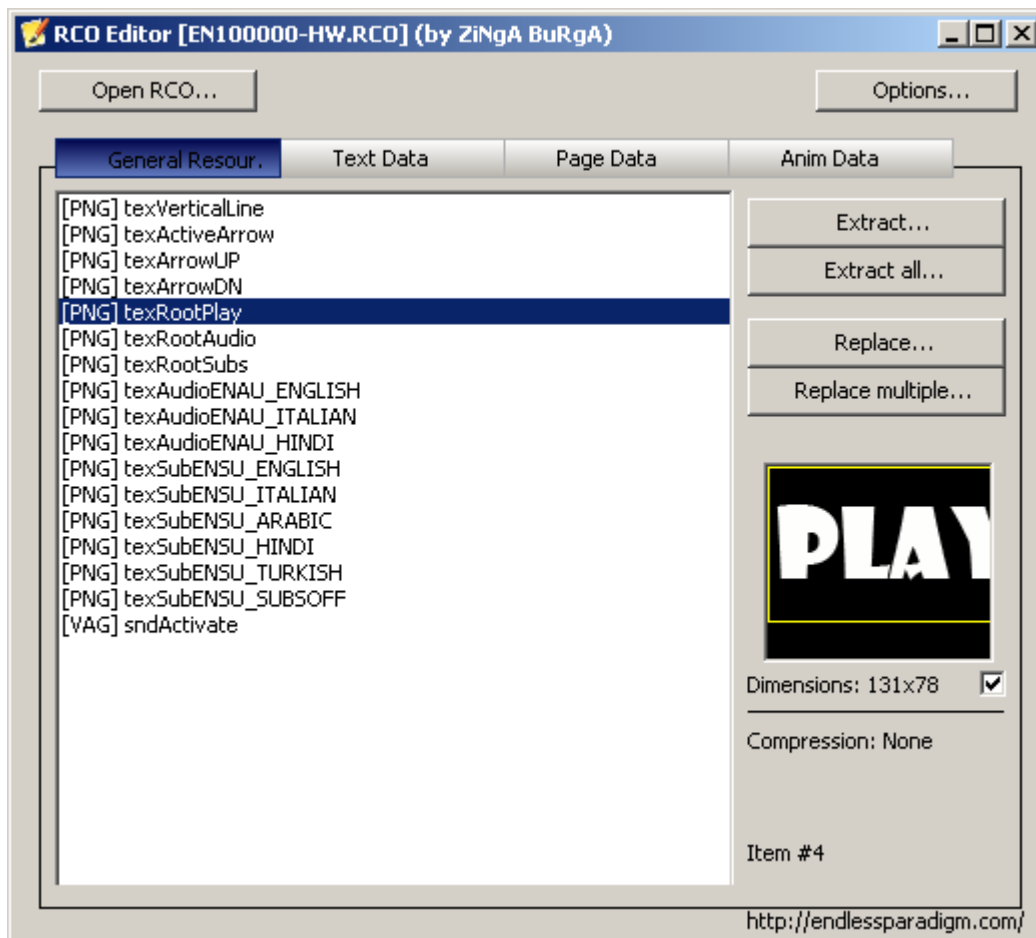 RCO Editor [EN100000-HW.RCO] (by ZiNgA BuRgA)
Open RCO...
Options...
General Resour.
Text Data
Page Data
Anim Data
[PNG] texVerticalLine
[PNG] texActiveArrow
[PNG] texArrowUP
[PNG] texArrowDN
[PNG] texRootPlay
[PNG] texRootAudio
[PNG] texRootSubs
[PNG] texAudioENAU_ENGLISH
[PNG] texAudioENAU_ITALIAN
[PNG] texAudioENAU_HINDI
[PNG] texSubENSU_ENGLISH
[PNG] texSubENSU_ITALIAN
[PNG] texSubENSU_ARABIC
[PNG] texSubENSU_HINDI
[PNG] texSubENSU_TURKISH
[PNG] texSubENSU_SUBSOFF
[VAG] sndActivate
Extract...
Extract all...
Replace...
Replace multiple...
PLAY
Dimensions: 131x78
Compression: None
Item #4
http://endlessparadigm.com/